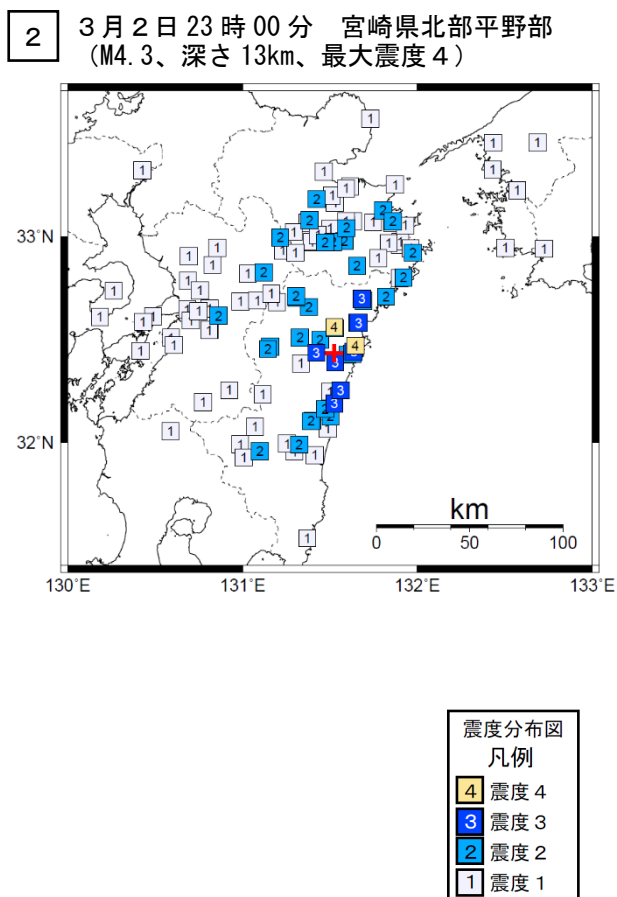 2
３月２日23時00分　宮崎県北部平野部
（M4.3、深さ13km、最大震度４）
33°N
32°N
km
0 50 100
130°E 131°E 132°E 133°E
震度分布図
凡例
4 震度４
3 震度３
2 震度２
1 震度１